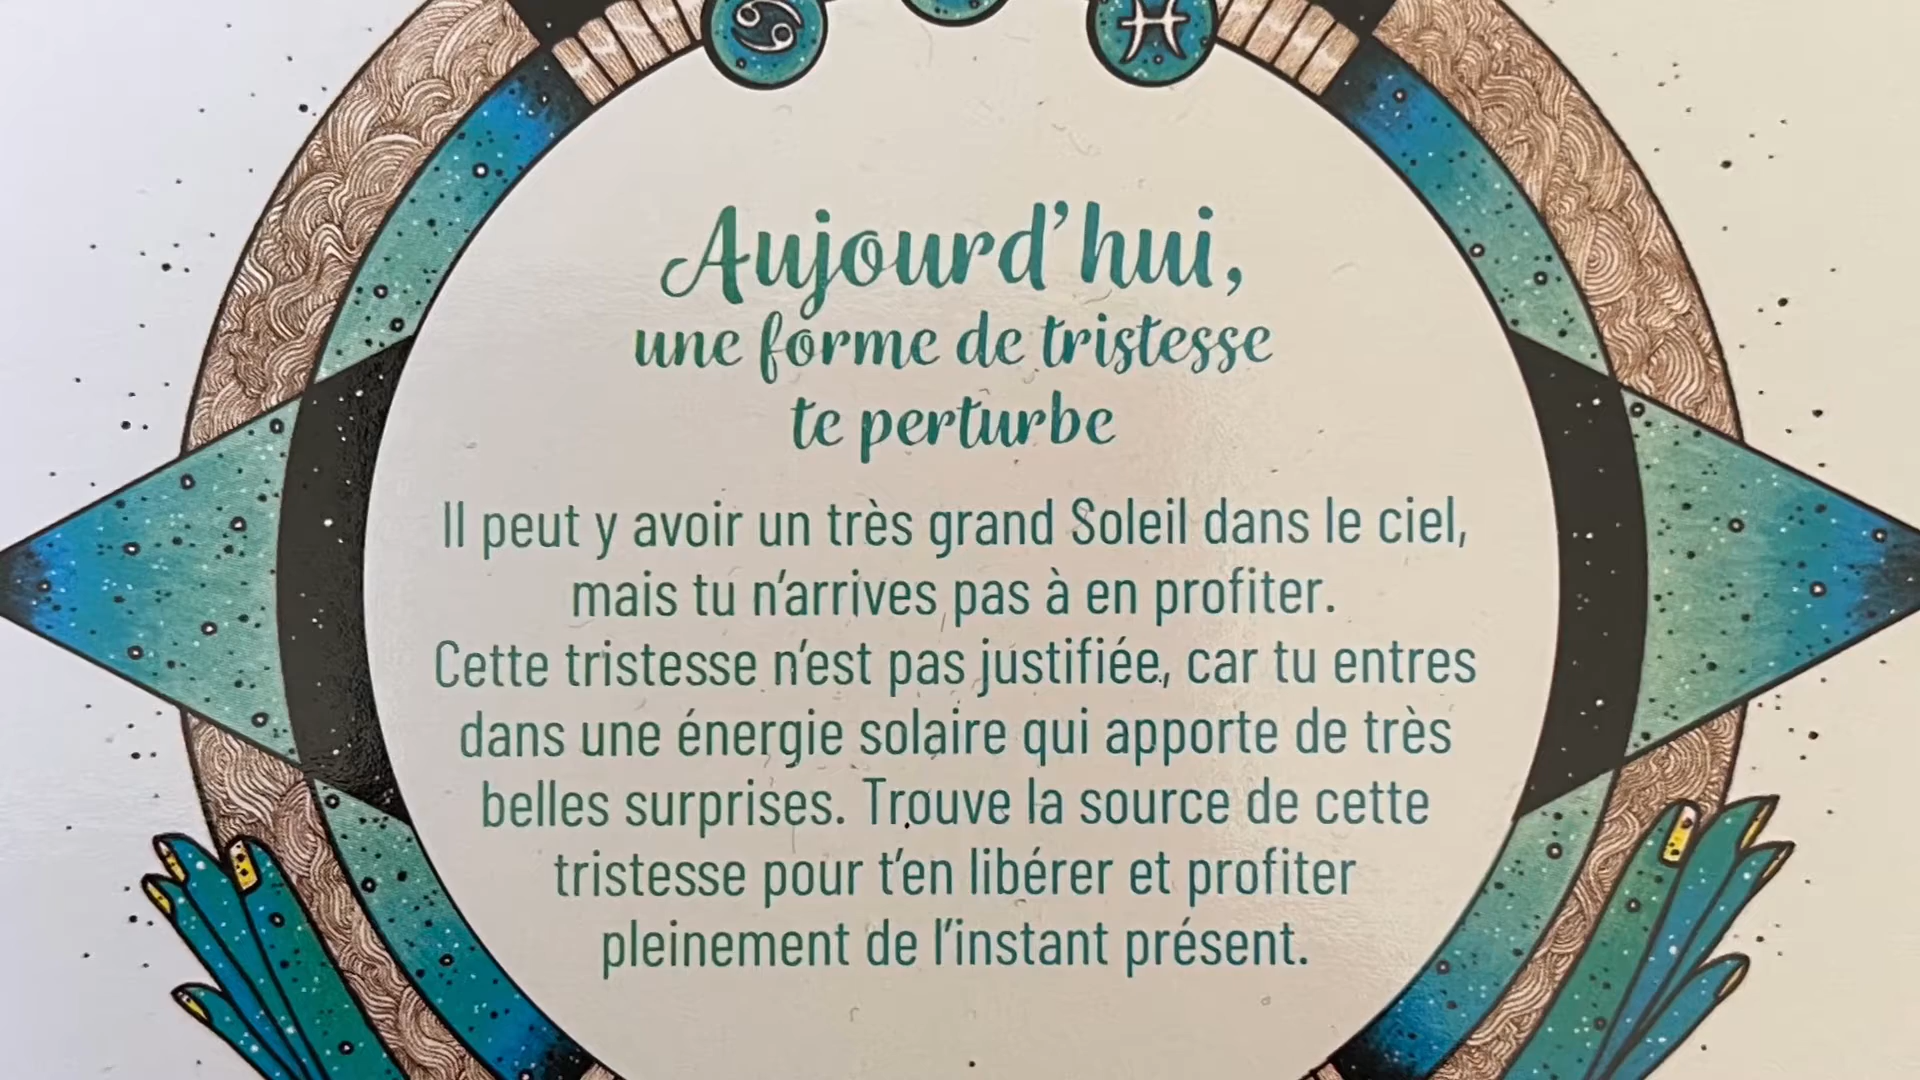 Aujourd'hui,
une forme de tristesse
te perturbe
Il peut y avoir un très grand Soleil dans le ciel,
mais tu n'arrives pas à en profiter.
Cette tristesse n'est pas justifiée, car tu entres
dans une énergie solaire qui apporte de très
belles surprises. Trouve la source de cette
tristesse pour t'en libérer et profiter
pleinement de l'instant présent.